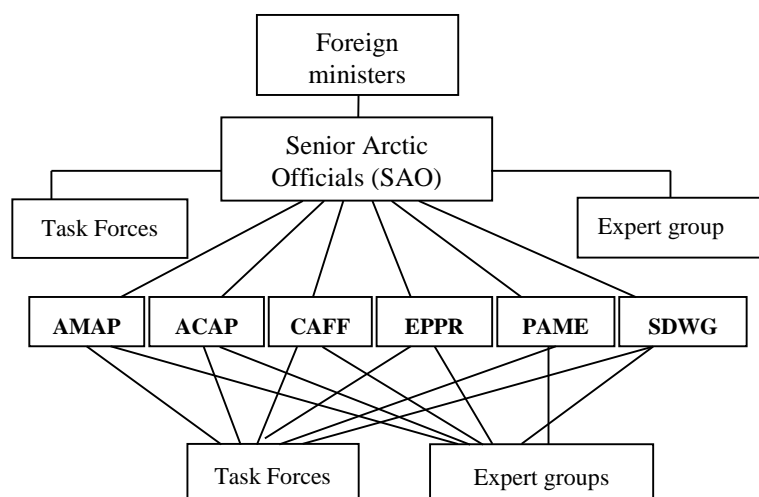 Foreign
ministers
Senior Arctic
Officials (SAO)
Task Forces
Expert group
AMAP
ACAP
CAFF
EPPR
PAME
SDWG
Task Forces
Expert groups